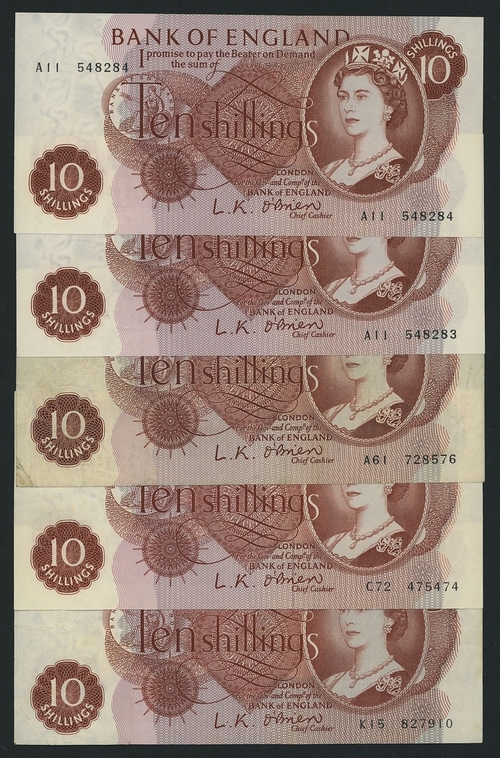 BANK OF ENGLAND
I promise to pay the Bearer on Demand
the sum of
A11 548284
SHILLINGS
10
Ten shillings
10
SHILLINGS
LONDON
For the Govr. and Compa. of the
BANK OF ENGLAND
L.K. O'Brien
Chief Cashier
A11 548284
Ten shillings
10
SHILLINGS
LONDON
For the Govr. and Compa. of the
BANK OF ENGLAND
L.K. O'Brien
Chief Cashier
A11 548283
Ten shillings
10
SHILLINGS
LONDON
For the Govr. and Compa. of the
BANK OF ENGLAND
L.K. O'Brien
Chief Cashier
A61 728576
Ten shillings
10
SHILLINGS
LONDON
For the Govr. and Compa. of the
BANK OF ENGLAND
L.K. O'Brien
Chief Cashier
C72 475474
Ten shillings
10
SHILLINGS
LONDON
For the Govr. and Compa. of the
BANK OF ENGLAND
L.K. O'Brien
Chief Cashier
K15 827910